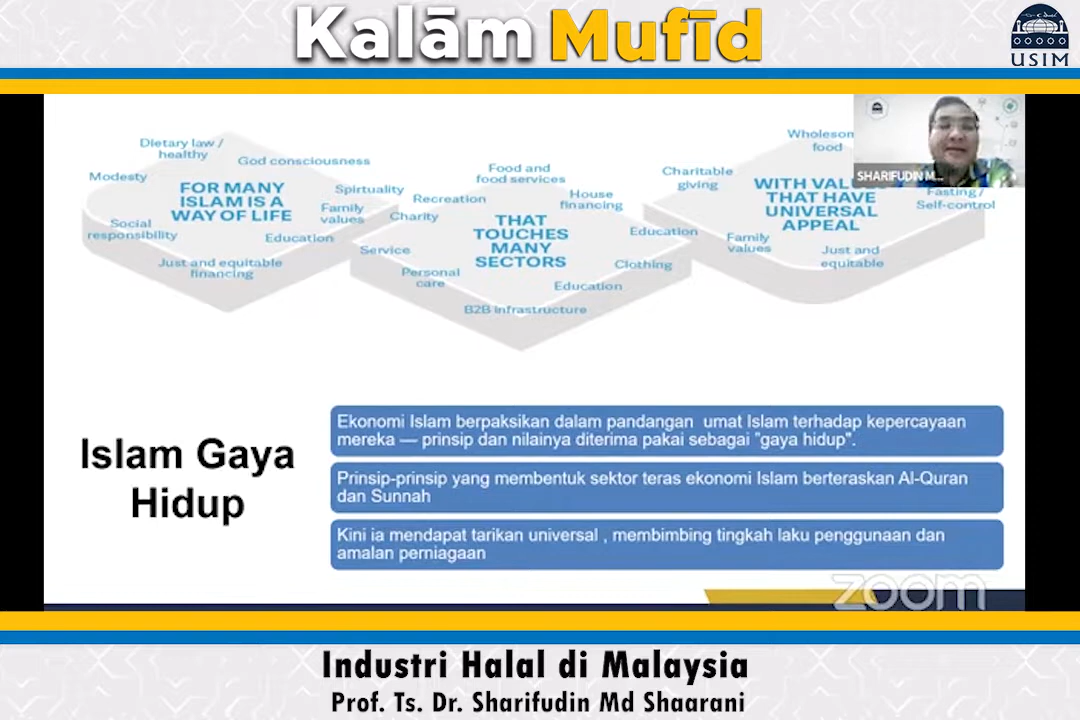 Kalām Mufīd
USIM
Dietary law /
healthy
God consciousness
Modesty
FOR MANY
ISLAM IS A
WAY OF LIFE
Spirtuality
Family
values
Social
responsibility
Education
Just and equitable
financing
Food and
food services
Recreation
House
financing
Charity
THAT
TOUCHES
MANY
SECTORS
Education
Service
Clothing
Personal
care
Education
B2B infrastructure
food
Charitable
giving
WITH
THAT HAVE
UNIVERSAL
APPEAL
Fasting /
Self-control
Family
values
Just and
equitable
SHARIFUDIN M...
Islam Gaya
Hidup
Ekonomi Islam berpaksikan dalam pandangan umat Islam terhadap kepercayaan
mereka — prinsip dan nilainya diterima pakai sebagai "gaya hidup".
Prinsip-prinsip yang membentuk sektor teras ekonomi Islam berteraskan Al-Quran
dan Sunnah
Kini ia mendapat tarikan universal , membimbing tingkah laku penggunaan dan
amalan perniagaan
zoom
Industri Halal di Malaysia
Prof. Ts. Dr. Sharifudin Md Shaarani